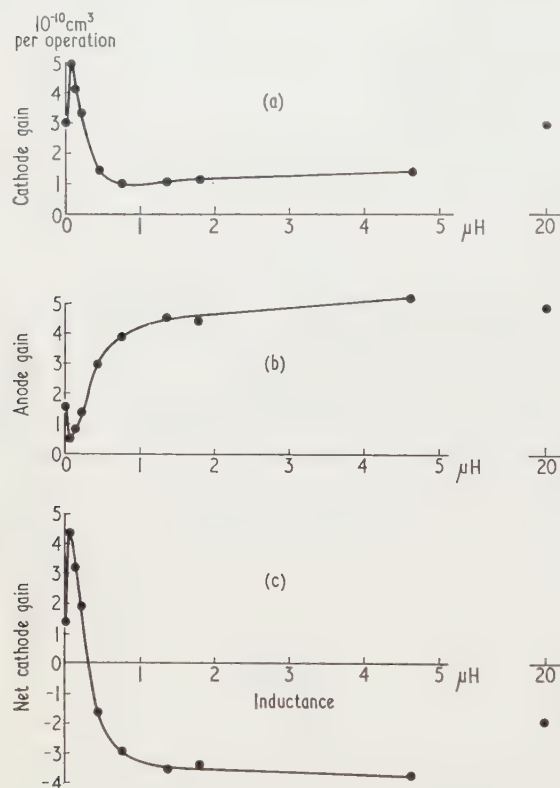 10⁻¹⁰cm³
per operation
Cathode gain
5
4
3
2
1
0
(a)
0 1 2 3 4 5 μH 20
Anode gain
5
4
3
2
1
0
(b)
0 1 2 3 4 5 μH 20
Net cathode gain
5
4
3
2
1
0
-1
-2
-3
-4
(c)
1 2 3 4 5 μH 20
Inductance